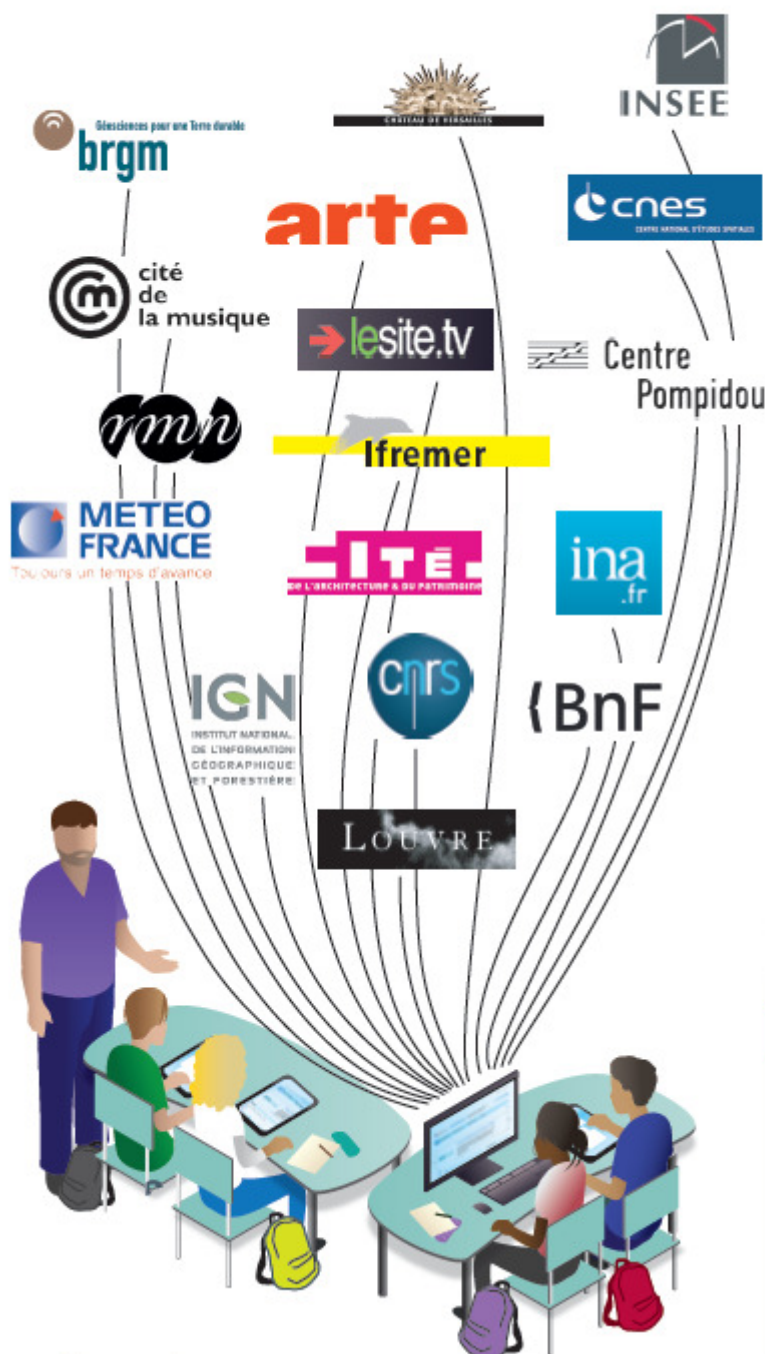 INSEE
CHÂTEAU DE VERSAILLES
Géosciences pour une Terre durable
brgm
cnes
CENTRE NATIONAL D'ÉTUDES SPATIALES
arte
cité
de
la musique
lesite.tv
Centre
Pompidou
rmn
Ifremer
METEO
FRANCE
Toujours un temps d'avance
CITÉ
DE L'ARCHITECTURE & DU PATRIMOINE
ina
.fr
cnrs
IGN
INSTITUT NATIONAL
DE L'INFORMATION
GÉOGRAPHIQUE
ET FORESTIÈRE
BnF
LOUVRE